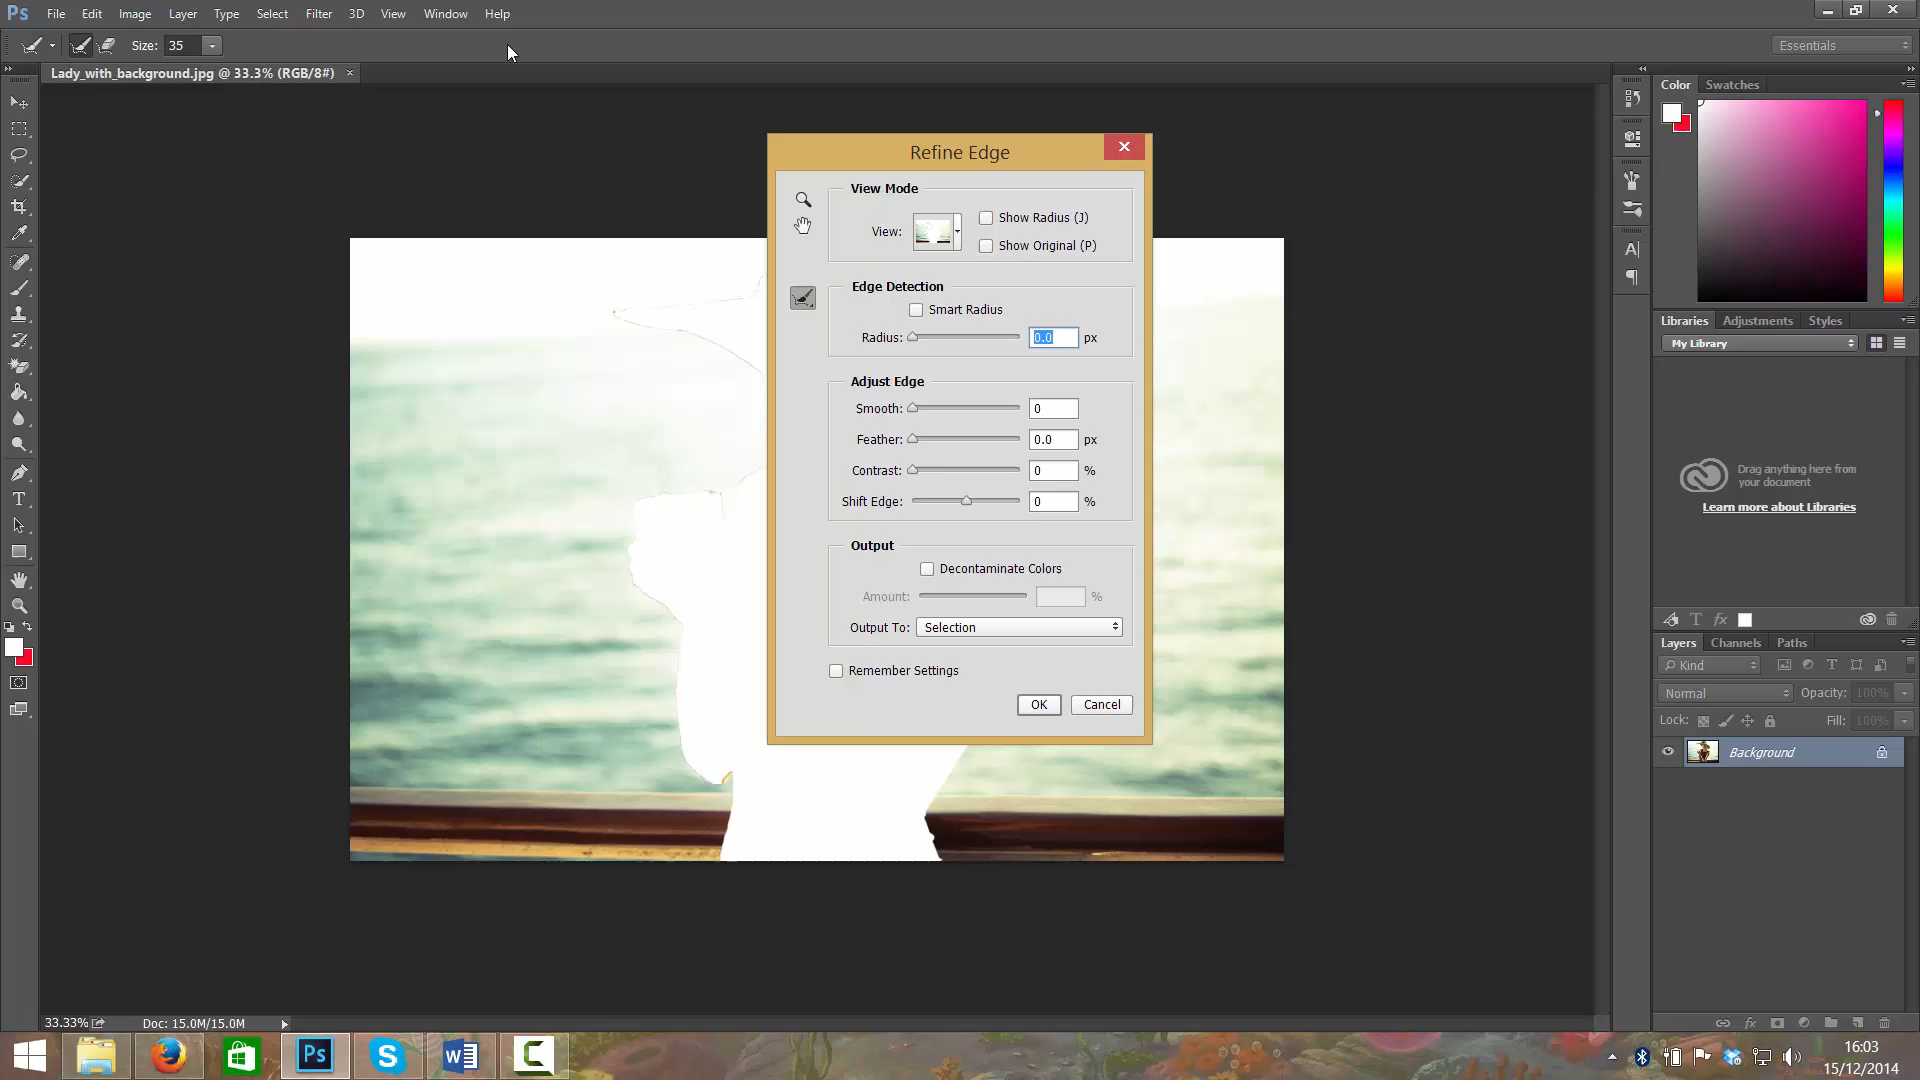 Ps File Edit Image Layer Type Select Filter 3D View Window Help
Size: 35 Essentials
Lady_with_background.jpg @ 33.3% (RGB/8#) ×
Color Swatches
Refine Edge
View Mode
View:
Show Radius (J)
Show Original (P)
Edge Detection
Smart Radius
Radius: 0.0 px
Adjust Edge
Smooth: 0
Feather: 0.0 px
Contrast: 0 %
Shift Edge: 0 %
Output
Decontaminate Colors
Amount: %
Output To: Selection
Remember Settings
OK Cancel
Libraries Adjustments Styles
My Library
Drag anything here from
your document
Learn more about Libraries
Layers Channels Paths
Kind
Normal Opacity: 100%
Lock: Fill: 100%
Background
33.33% Doc: 15.0M/15.0M
16:03
15/12/2014